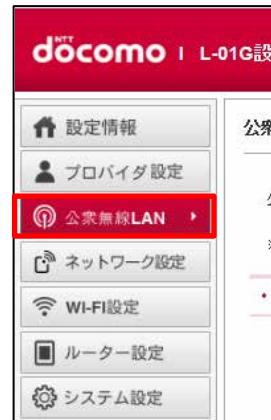 NTT
döcomo | L-01G設
設定情報
公衆
プロバイダ設定
公衆無線LAN
ネットワーク設定
※
WI-FI設定
・
ルーター設定
システム設定